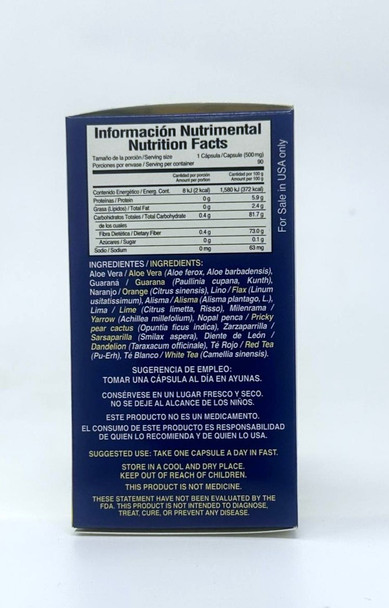 Información Nutrimental
Nutrition Facts
Tamaño de la porción/Serving size 1 Cápsula/Capsule (500mg)
Porciones por envase / Serving per container 90
Cantidad por porción Cantidad por 100 g
Amount per portion Amount per 100 g
Contenido Energético / Energ. Cont. 8 kJ (2 kcal) 1,580 kJ (372 kcal)
Proteínas / Protein 0 g 5.9 g
Grasa (Lípidos) / Total Fat 0 g 2.4 g
Carbohidratos Totales / Total Carbohydrate 0.4 g 81.7 g
de los cuales
Fibra Dietética / Dietary Fiber 0.4 g 73.0 g
Azúcares / Sugar 0 g 0.1 g
Sodio / Sodium 0 mg 63 mg
For Sale in USA only
INGREDIENTES / INGREDIENTS:
Aloe Vera / Aloe Vera (Aloe ferox, Aloe barbadensis),
Guaraná / Guarana (Paullinia cupana, Kunth),
Naranjo / Orange (Citrus sinensis), Lino / Flax (Linum
usitatissimum), Alisma / Alisma (Alisma plantago, L.),
Lima / Lime (Citrus limetta, Risso), Milenrama /
Yarrow (Achillea millefolium), Nopal penca / Pricky
pear cactus (Opuntia ficus indica), Zarzaparrilla /
Sarsaparilla (Smilax aspera), Diente de León /
Dandelion (Taraxacum officinale), Té Rojo / Red Tea
(Pu-Erh), Té Blanco / White Tea (Camellia sinensis).
SUGERENCIA DE EMPLEO:
TOMAR UNA CÁPSULA AL DÍA EN AYUNAS.
CONSÉRVESE EN UN LUGAR FRESCO Y SECO.
NO SE DEJE AL ALCANCE DE LOS NIÑOS.
ESTE PRODUCTO NO ES UN MEDICAMENTO.
EL CONSUMO DE ESTE PRODUCTO ES RESPONSABILIDAD
DE QUIEN LO RECOMIENDA Y DE QUIEN LO USA.
SUGGESTED USE: TAKE ONE CAPSULE A DAY IN FAST.
STORE IN A COOL AND DRY PLACE.
KEEP OUT OF REACH OF CHILDREN.
THIS PRODUCT IS NOT MEDICINE.
THESE STATEMENT HAVE NOT BEEN EVALUATED BY THE
FDA. THIS PRODUCT IS NOT INTENDED TO DIAGNOSE,
TREAT, CURE, OR PREVENT ANY DISEASE.